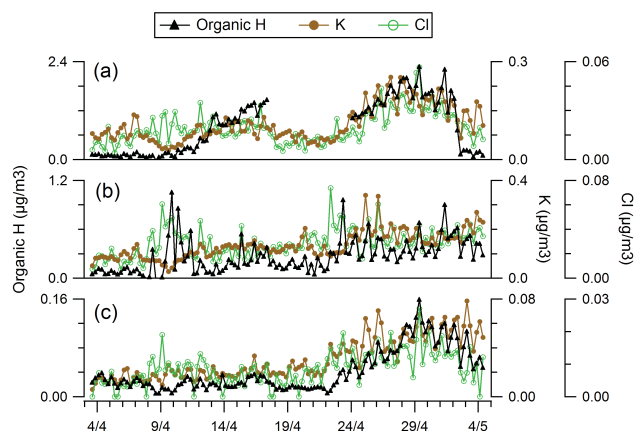 Organic H K Cl
(a)
2.4 0.3 0.06
0.0 0.0 0.00
(b)
1.2 0.4 0.08
0.0 0.0 0.00
(c)
0.16 0.08 0.03
0.00 0.00 0.00
4/4 9/4 14/4 19/4 24/4 29/4 4/5
Organic H (µg/m3)
K (µg/m3)
Cl (µg/m3)